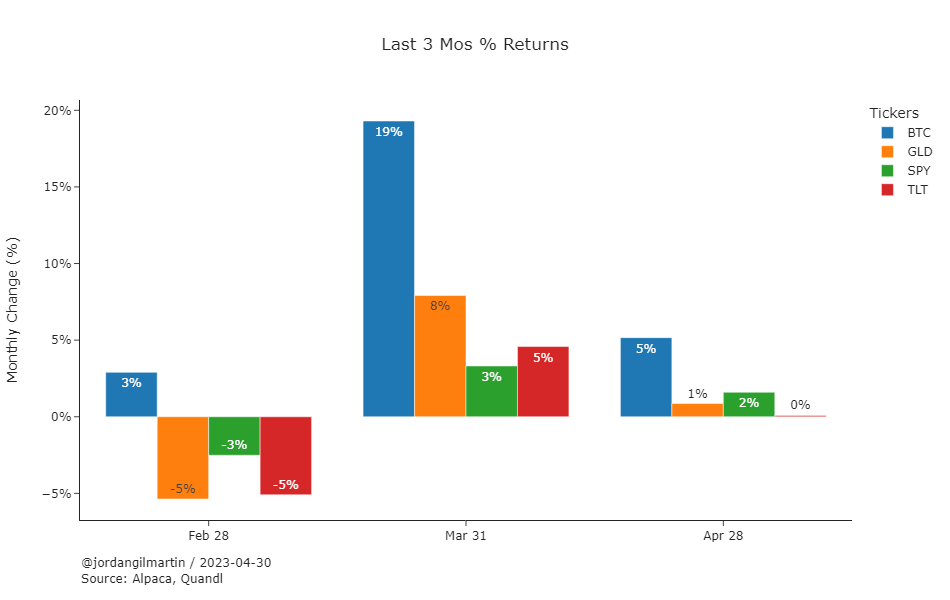 Last 3 Mos % Returns
Monthly Change (%)
20%
15%
10%
5%
0%
−5%
3%
-5%
-3%
-5%
19%
8%
3%
5%
5%
1%
2%
0%
Feb 28
Mar 31
Apr 28
Tickers
BTC
GLD
SPY
TLT
@jordangilmartin / 2023-04-30
Source: Alpaca, Quandl